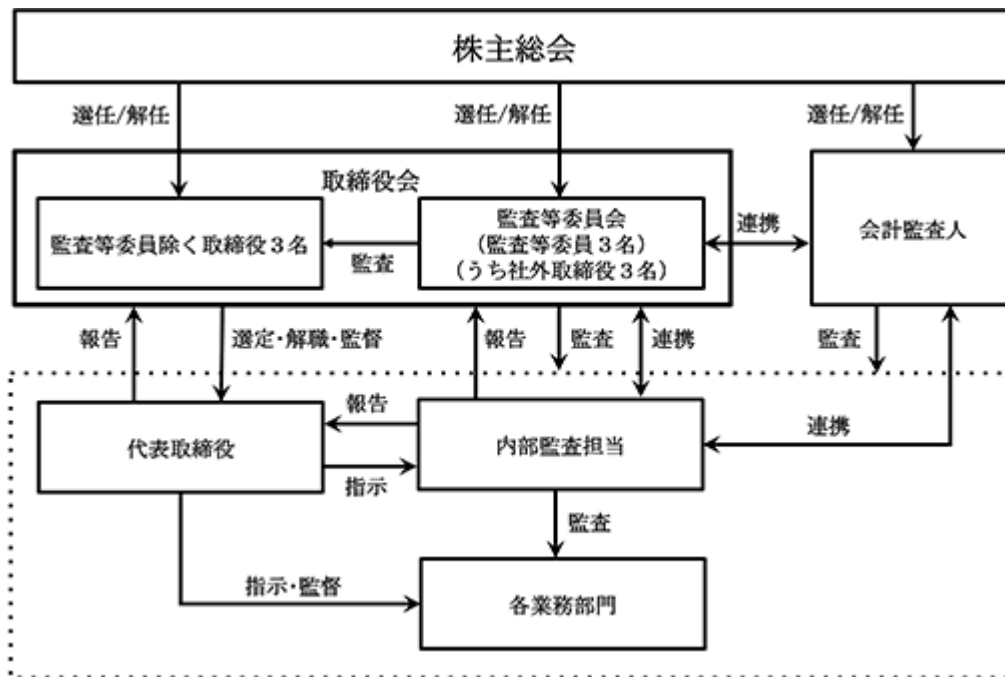 株主総会
選任/解任
選任/解任
選任/解任
取締役会
監査等委員除く取締役3名
監査
監査等委員会
(監査等委員3名)
(うち社外取締役3名)
連携
会計監査人
報告
選定・解職・監督
報告
監査
連携
監査
代表取締役
報告
指示
内部監査担当
連携
監査
指示・監督
各業務部門